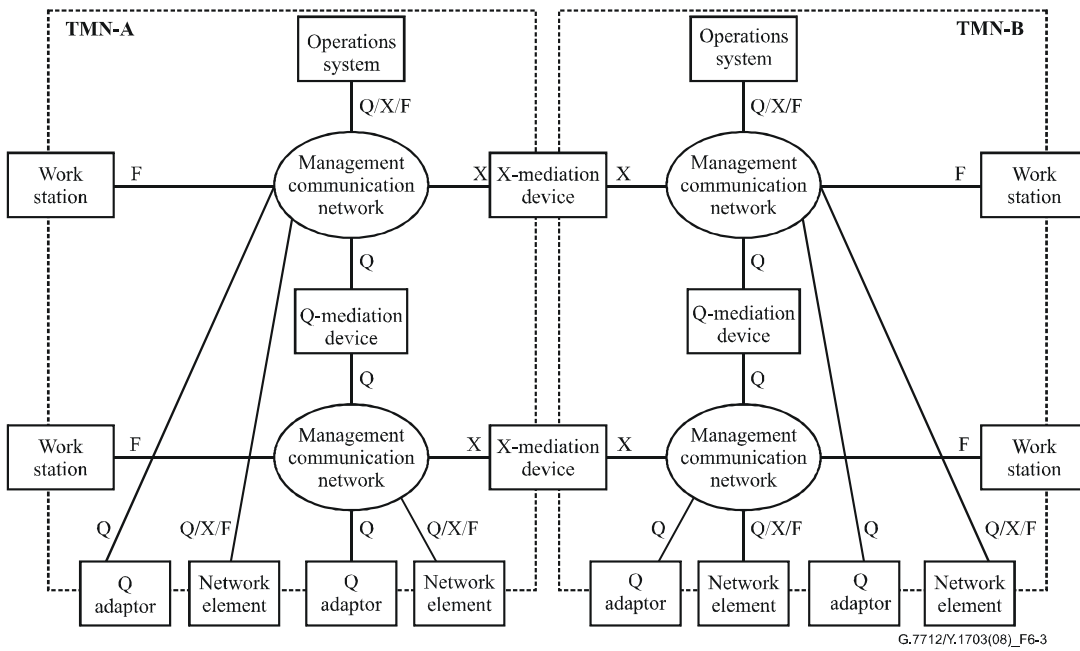 TMN-A
TMN-B
Operations
system
Operations
system
Q/X/F
Q/X/F
Work
station
F
Management
communication
network
X
X-mediation
device
X
Management
communication
network
F
Work
station
Q
Q
Q-mediation
device
Q-mediation
device
Q
Q
Work
station
F
Management
communication
network
X
X-mediation
device
X
Management
communication
network
F
Work
station
Q
Q/X/F
Q
Q/X/F
Q
Q/X/F
Q
Q/X/F
Q
adaptor
Network
element
Q
adaptor
Network
element
Q
adaptor
Network
element
Q
adaptor
Network
element
G.7712/Y.1703(08)_F6-3